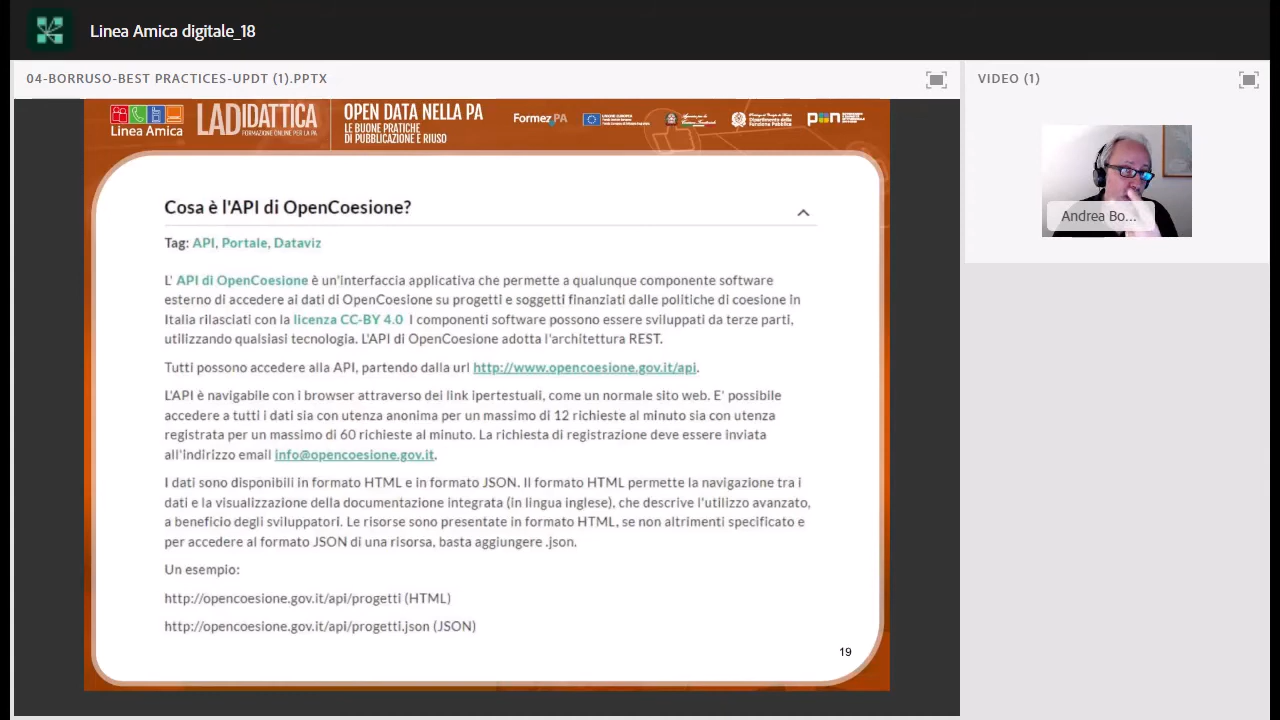 Linea Amica digitale_18
04-BORRUSO-BEST PRACTICES-UPDT (1).PPTX
VIDEO (1)
Linea Amica
LADIDATTICA
FORMAZIONE ONLINE PER LA PA
OPEN DATA NELLA PA
LE BUONE PRATICHE
DI PUBBLICAZIONE E RIUSO
FormezPA
pon
Cosa è l'API di OpenCoesione?
Tag: API, Portale, Dataviz
L' API di OpenCoesione è un'interfaccia applicativa che permette a qualunque componente software
esterno di accedere ai dati di OpenCoesione su progetti e soggetti finanziati dalle politiche di coesione in
Italia rilasciati con la licenza CC-BY 4.0 I componenti software possono essere sviluppati da terze parti,
utilizzando qualsiasi tecnologia. L'API di OpenCoesione adotta l'architettura REST.
Tutti possono accedere alla API, partendo dalla url http://www.opencoesione.gov.it/api.
L'API è navigabile con i browser attraverso dei link ipertestuali, come un normale sito web. E' possibile
accedere a tutti i dati sia con utenza anonima per un massimo di 12 richieste al minuto sia con utenza
registrata per un massimo di 60 richieste al minuto. La richiesta di registrazione deve essere inviata
all'indirizzo email info@opencoesione.gov.it.
I dati sono disponibili in formato HTML e in formato JSON. Il formato HTML permette la navigazione tra i
dati e la visualizzazione della documentazione integrata (in lingua inglese), che descrive l'utilizzo avanzato,
a beneficio degli sviluppatori. Le risorse sono presentate in formato HTML, se non altrimenti specificato e
per accedere al formato JSON di una risorsa, basta aggiungere .json.
Un esempio:
http://opencoesione.gov.it/api/progetti (HTML)
http://opencoesione.gov.it/api/progetti.json (JSON)
19
Andrea Bo...